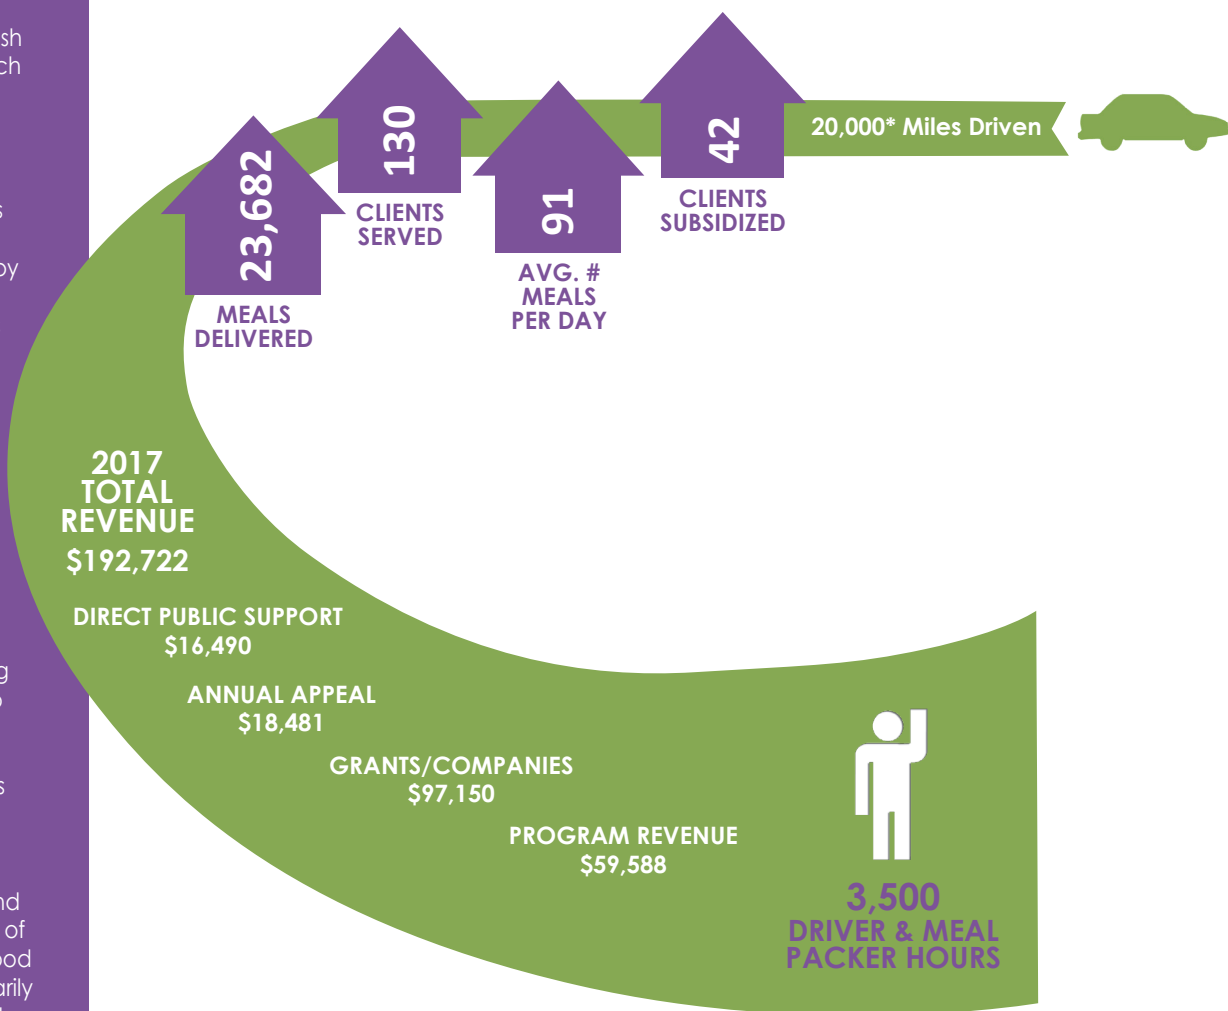 20,000* Miles Driven
23,682
MEALS
DELIVERED
130
CLIENTS
SERVED
91
AVG. #
MEALS
PER DAY
42
CLIENTS
SUBSIDIZED
2017
TOTAL
REVENUE
$192,722
DIRECT PUBLIC SUPPORT
$16,490
ANNUAL APPEAL
$18,481
GRANTS/COMPANIES
$97,150
PROGRAM REVENUE
$59,588
3,500
DRIVER & MEAL
PACKER HOURS
of